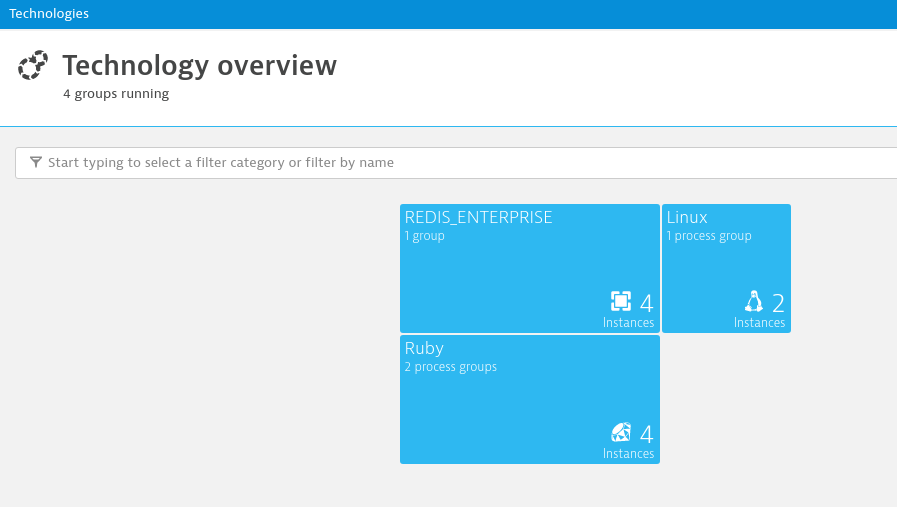 Technologies
Technology overview
4 groups running
Start typing to select a filter category or filter by name
REDIS_ENTERPRISE
1 group
4
Instances
Linux
1 process group
2
Instances
Ruby
2 process groups
4
Instances